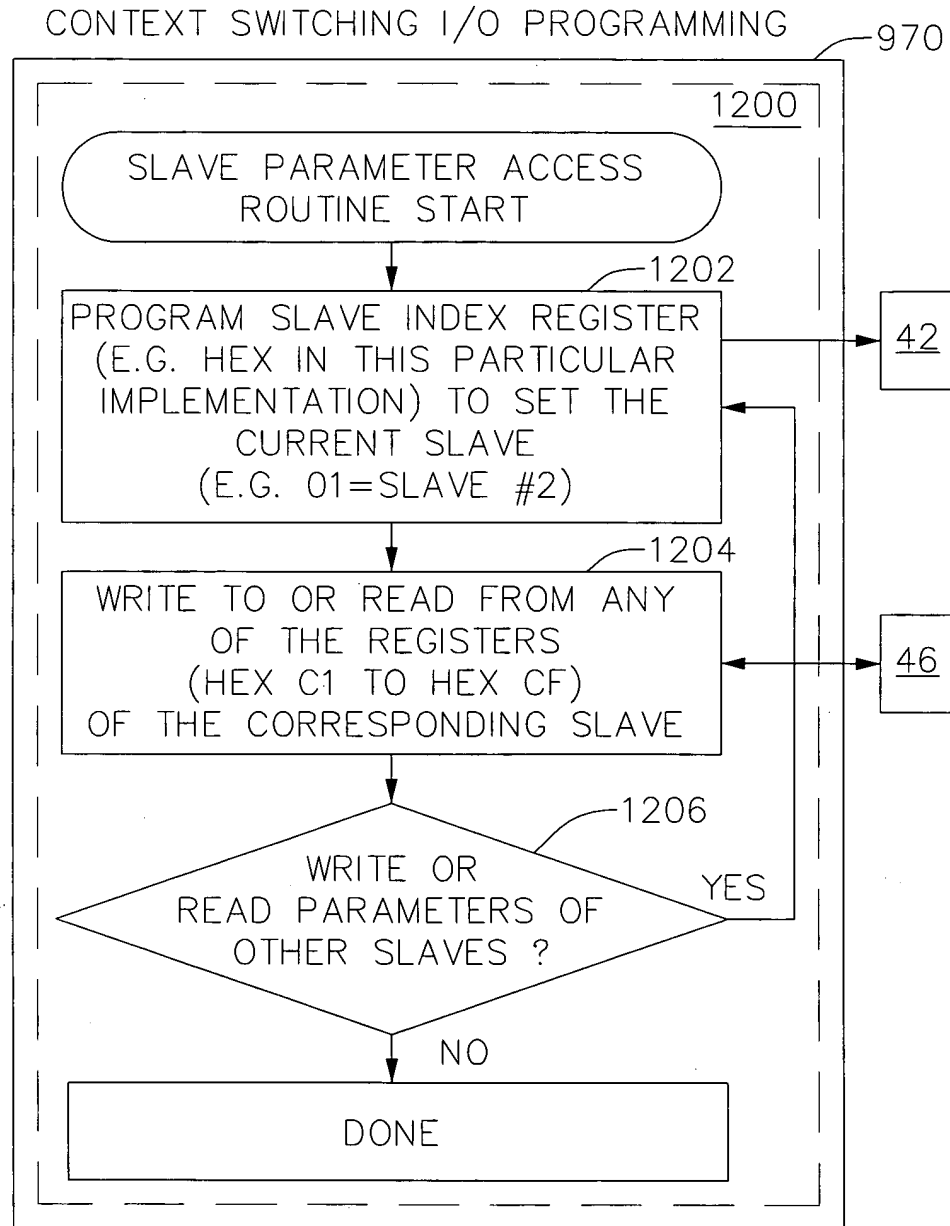 CONTEXT SWITCHING I/O PROGRAMMING
970
1200
SLAVE PARAMETER ACCESS
ROUTINE START
1202
PROGRAM SLAVE INDEX REGISTER
(E.G. HEX IN THIS PARTICULAR
IMPLEMENTATION) TO SET THE
CURRENT SLAVE
(E.G. 01=SLAVE #2)
42
1204
WRITE TO OR READ FROM ANY
OF THE REGISTERS
(HEX C1 TO HEX CF)
OF THE CORRESPONDING SLAVE
46
1206
WRITE OR
READ PARAMETERS OF
OTHER SLAVES ?
YES
NO
DONE